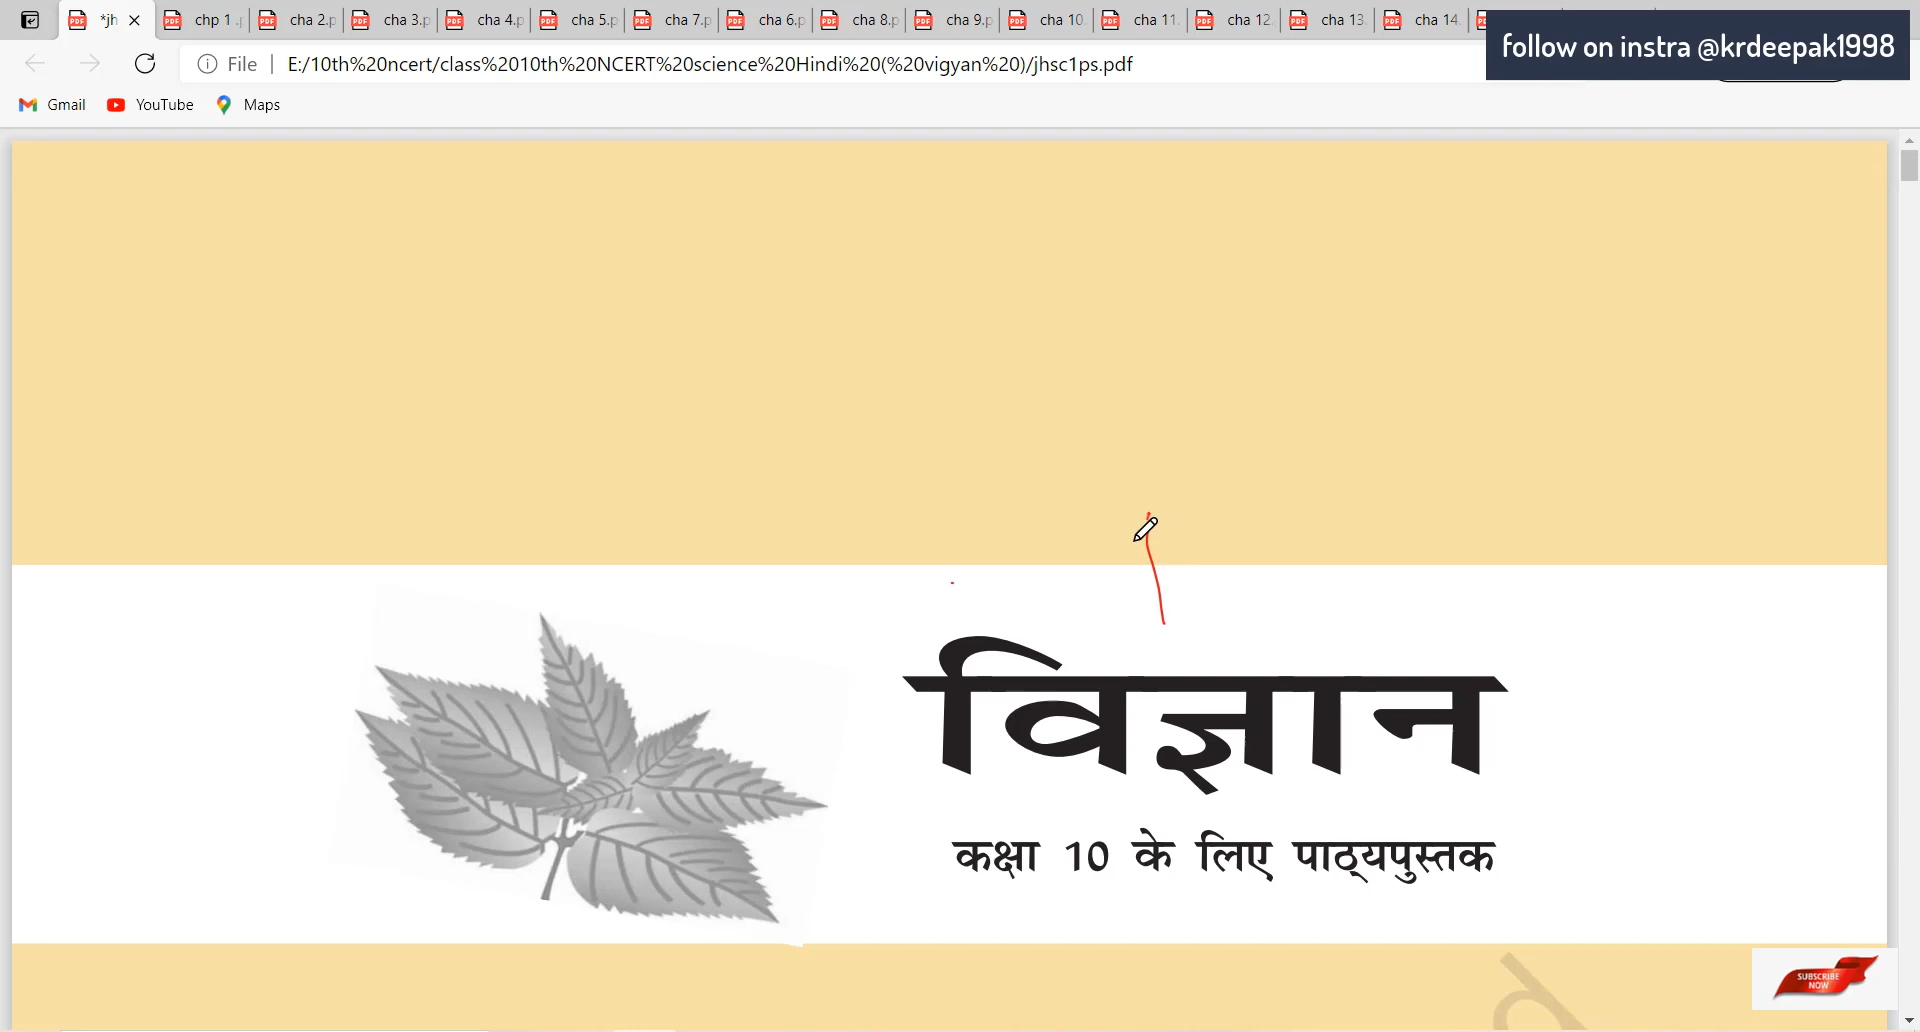 *jh
chp 1 .p
cha 2.p
cha 3.p
cha 4.p
cha 5.p
cha 7.p
cha 6.p
cha 8.p
cha 9.p
cha 10.
cha 11.
cha 12.
cha 13.
cha 14.
follow on instra @krdeepak1998
File
E:/10th%20ncert/class%2010th%20NCERT%20science%20Hindi%20(%20vigyan%20)/jhsc1ps.pdf
Gmail
YouTube
Maps
विज्ञान
कक्षा 10 के लिए पाठ्यपुस्तक
SUBSCRIBE
NOW
d